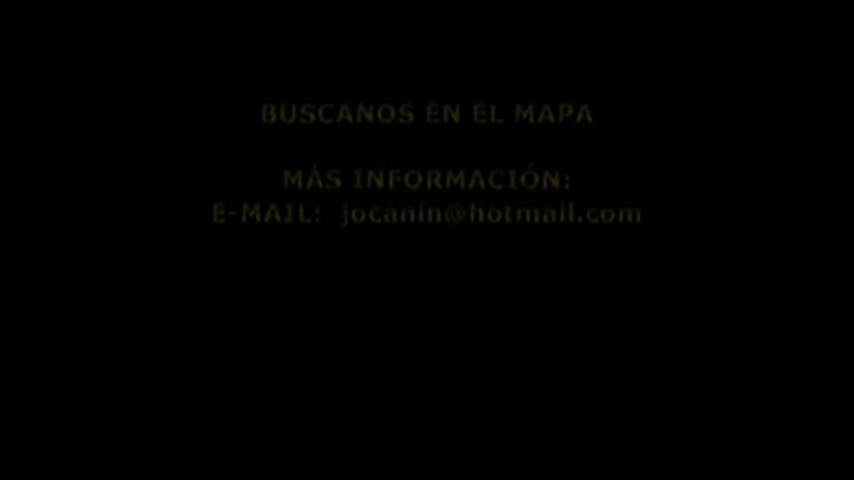 BUSCANOS EN EL MAPA
MÁS INFORMACIÓN:
E-MAIL: jocanin@hotmail.com